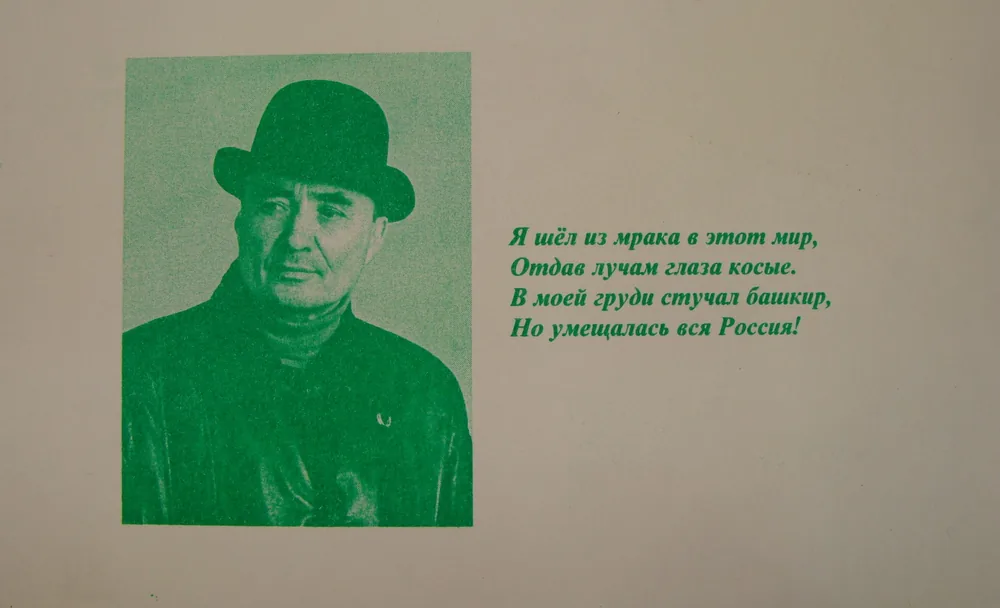 Я шёл из мрака в этот мир,
Отдав лучам глаза косые.
В моей груди стучал башкир,
Но умещалась вся Россия!